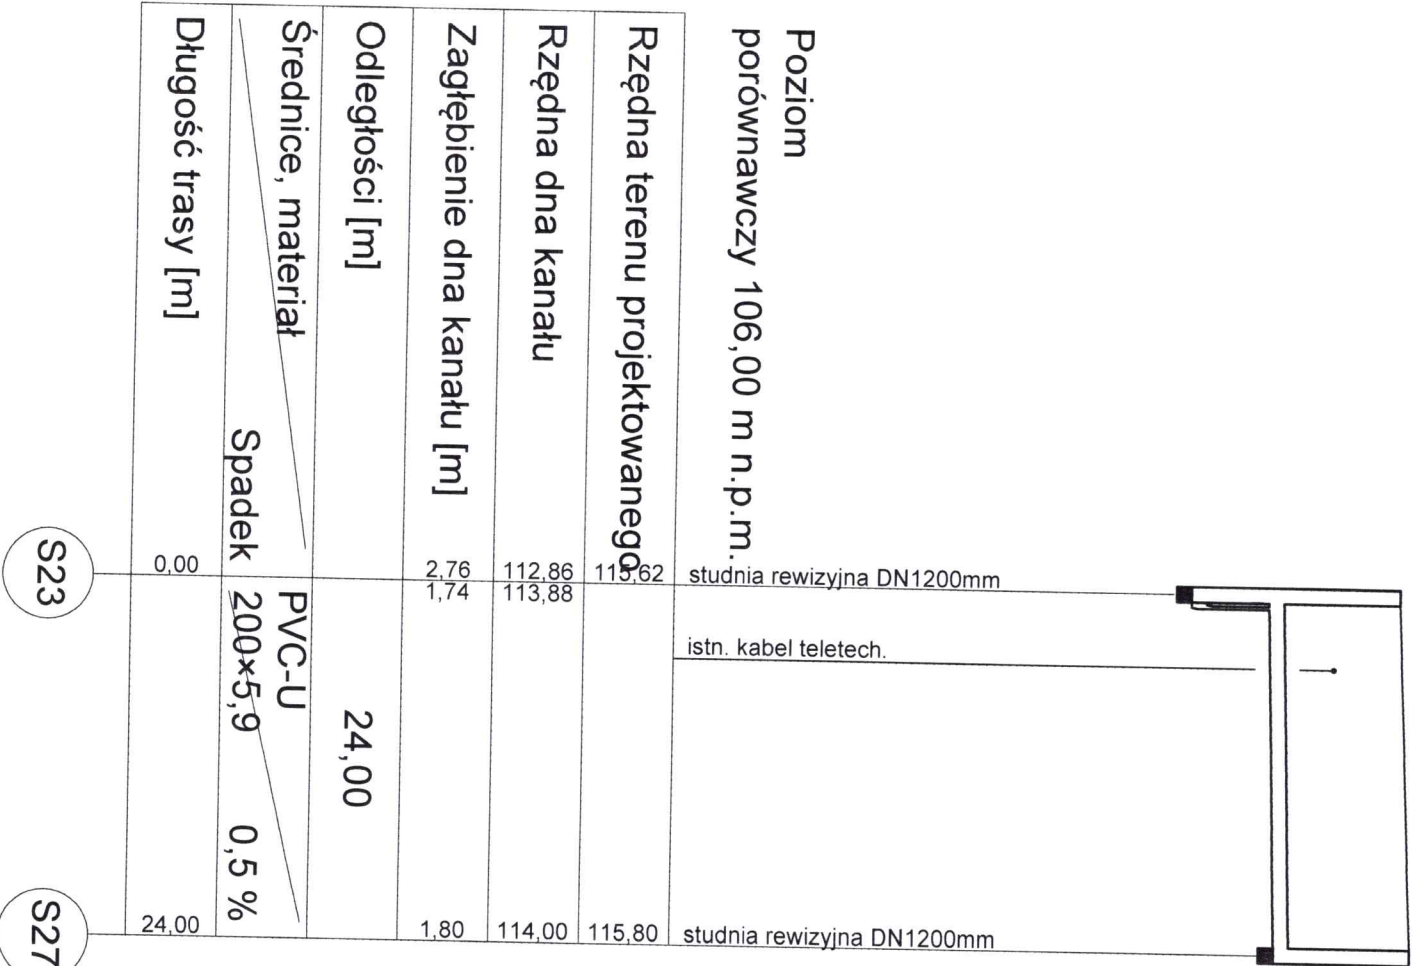 Poziom
porównawczy 106,00 m n.p.m.
studnia rewizyjna DN1200mm
istn. kabel teletech.
studnia rewizyjna DN1200mm
Rzędna terenu projektowanego
115,62
115,80
Rzędna dna kanału
112,86
113,88
114,00
Zagłębienie dna kanału [m]
2,76
1,74
1,80
Odległości [m]
24,00
Średnice, materiał
Spadek
PVC-U
200×5,9
0,5 %
Długość trasy [m]
0,00
24,00
S23
S27